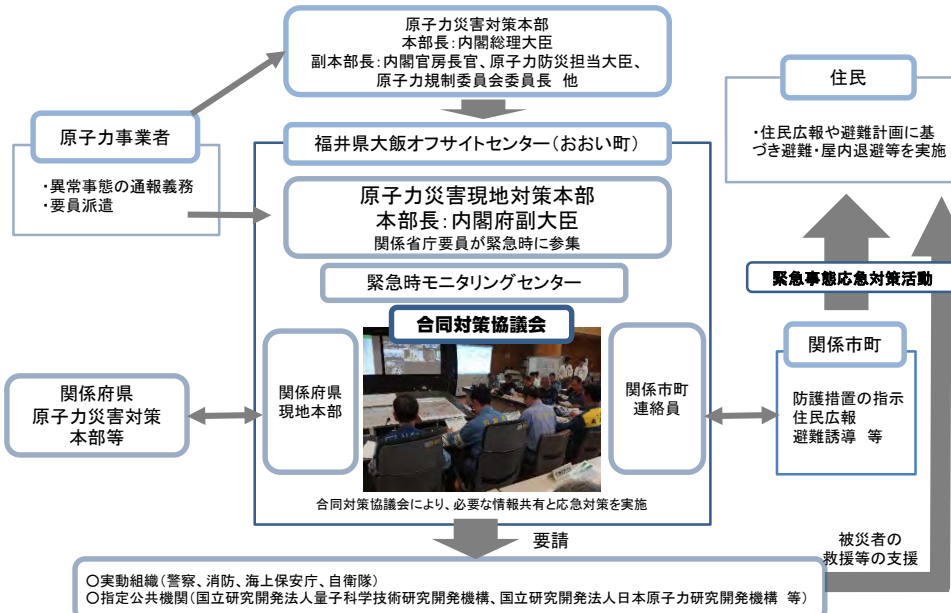 原子力災害対策本部
本部長:内閣総理大臣
副本部長:内閣官房長官、原子力防災担当大臣、
原子力規制委員会委員長 他
原子力事業者
・異常事態の通報義務
・要員派遣
福井県大飯オフサイトセンター(おおい町)
原子力災害現地対策本部
本部長:内閣府副大臣
関係省庁要員が緊急時に参集
緊急時モニタリングセンター
合同対策協議会
関係府県
現地本部
関係市町
連絡員
合同対策協議会により、必要な情報共有と応急対策を実施
関係府県
原子力災害対策
本部等
住民
・住民広報や避難計画に基
づき避難・屋内退避等を実施
緊急事態応急対策活動
関係市町
防護措置の指示
住民広報
避難誘導 等
要請
被災者の
救援等の支援
○実動組織(警察、消防、海上保安庁、自衛隊)
○指定公共機関(国立研究開発法人量子科学技術研究開発機構、国立研究開発法人日本原子力研究開発機構 等)